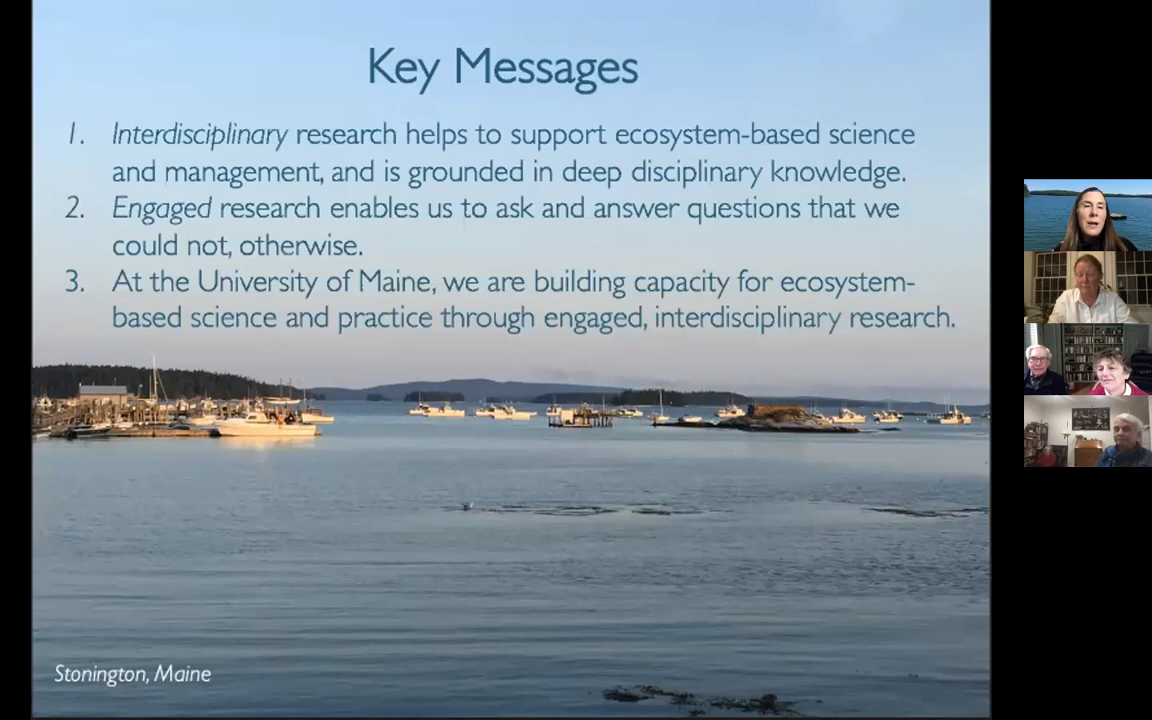 Key Messages
1. Interdisciplinary research helps to support ecosystem-based science
and management, and is grounded in deep disciplinary knowledge.
2. Engaged research enables us to ask and answer questions that we
could not, otherwise.
3. At the University of Maine, we are building capacity for ecosystem-
based science and practice through engaged, interdisciplinary research.
Stonington, Maine